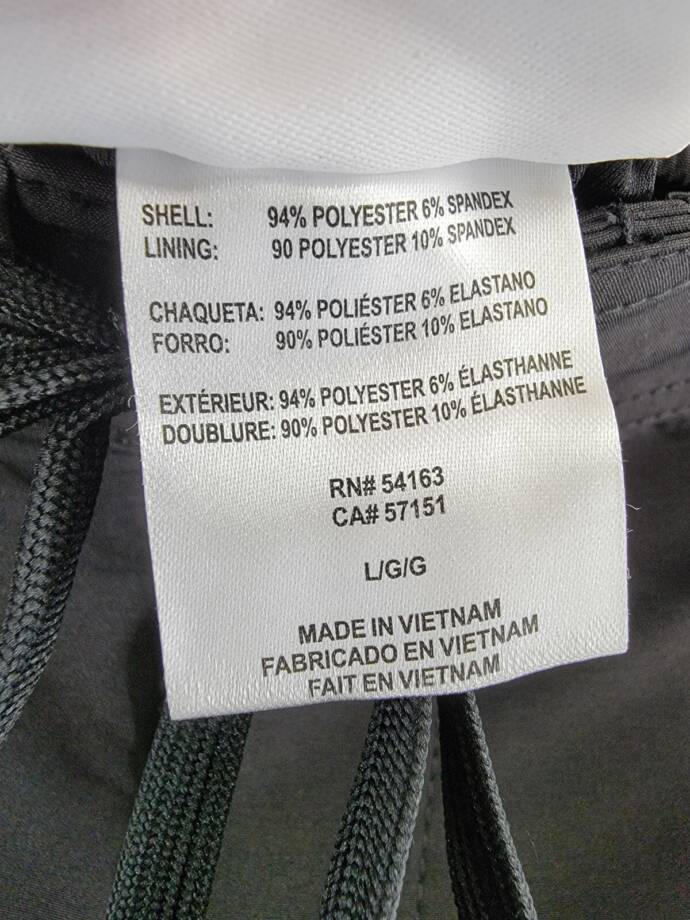 SHELL: 94% POLYESTER 6% SPANDEX
LINING: 90 POLYESTER 10% SPANDEX
CHAQUETA: 94% POLIÉSTER 6% ELASTANO
FORRO: 90% POLIÉSTER 10% ELASTANO
EXTÉRIEUR: 94% POLYESTER 6% ÉLASTHANNE
DOUBLURE: 90% POLYESTER 10% ÉLASTHANNE
RN# 54163
CA# 57151
L/G/G
MADE IN VIETNAM
FABRICADO EN VIETNAM
FAIT EN VIETNAM